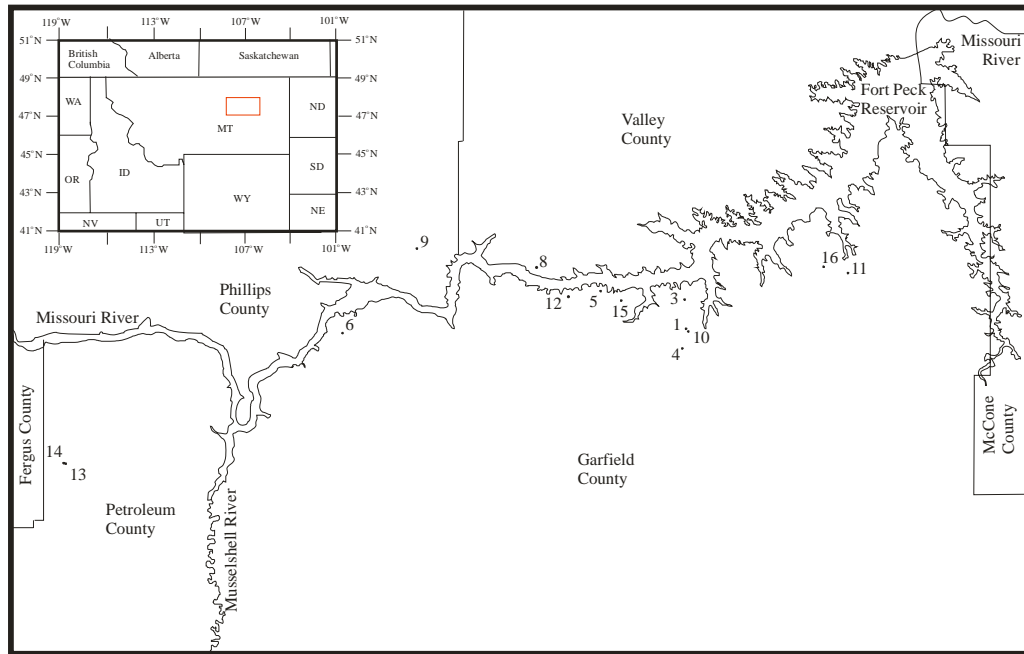 119°W 113°W 107°W 101°W
51°N 51°N
British
Columbia
Alberta
Saskatchewan
49°N 49°N
WA
ND
47°N 47°N
MT
45°N 45°N
ID
SD
OR
WY
43°N 43°N
NE
NV
UT
41°N 41°N
119°W 113°W 107°W 101°W
Missouri
River
Fort Peck
Reservoir
Valley
County
9
8
16
11
Phillips
County
12
5
15
3
Missouri River
6
1
10
4
Fergus County
McCone
County
14
13
Garfield
County
Petroleum
County
Musselshell River